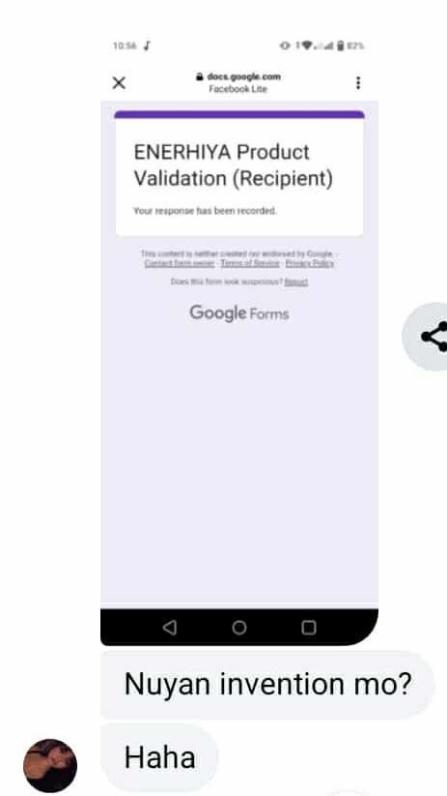 10:56
82%
docs.google.com
Facebook Lite
ENERHIYA Product
Validation (Recipient)
Your response has been recorded.
This content is neither created nor endorsed by Google. -
Contact form owner - Terms of Service - Privacy Policy
Does this form look suspicious? Report
Google Forms
Nuyan invention mo?
Haha